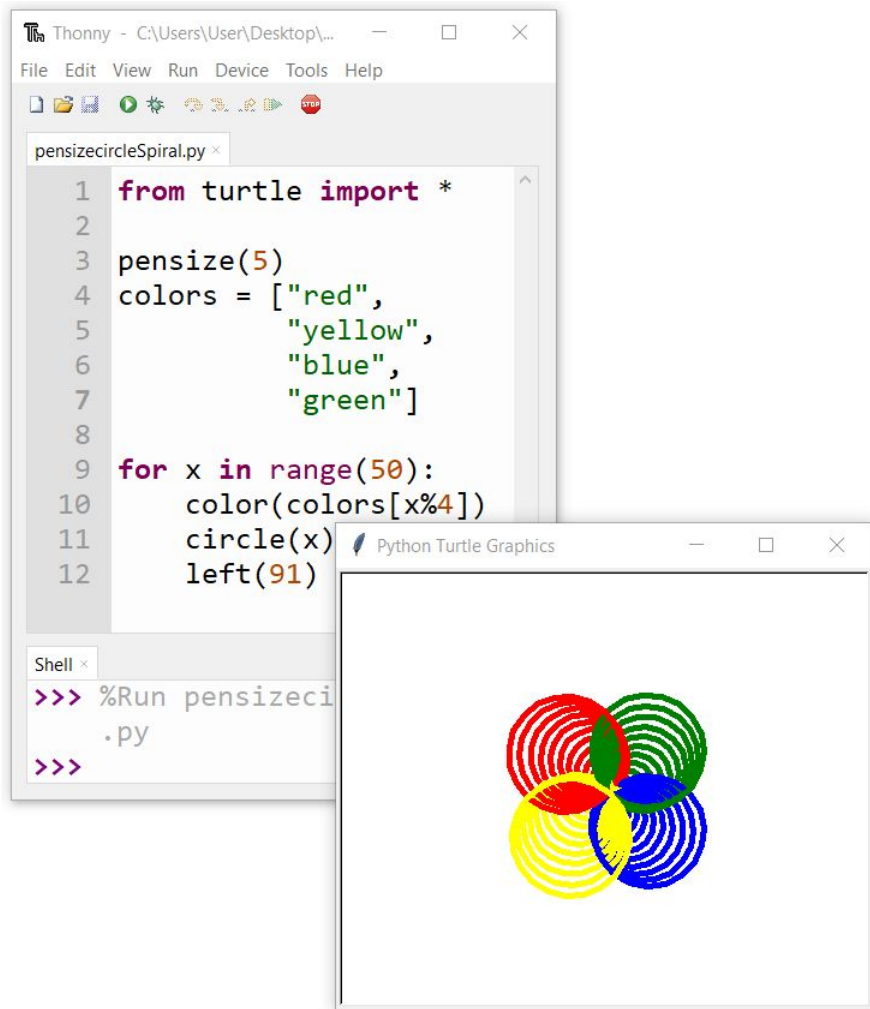 Th Thonny - C:\Users\User\Desktop\...
File Edit View Run Device Tools Help
STOP
pensizecircleSpiral.py ×
1 from turtle import *
2
3 pensize(5)
4 colors = ["red",
5           "yellow",
6           "blue",
7           "green"]
8
9 for x in range(50):
10     color(colors[x%4])
11     circle(x)
12     left(91)
Python Turtle Graphics
Shell ×
>>> %Run pensizeci
    .py
>>>